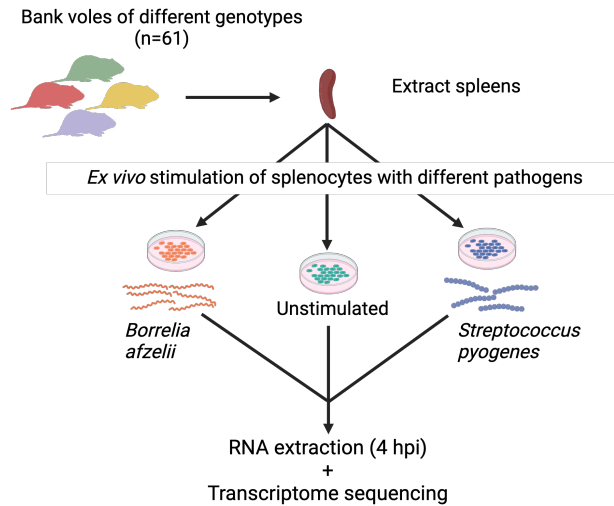 Bank voles of different genotypes
(n=61)
Extract spleens
Ex vivo stimulation of splenocytes with different pathogens
Unstimulated
Borrelia
afzelii
Streptococcus
pyogenes
RNA extraction (4 hpi)
+
Transcriptome sequencing